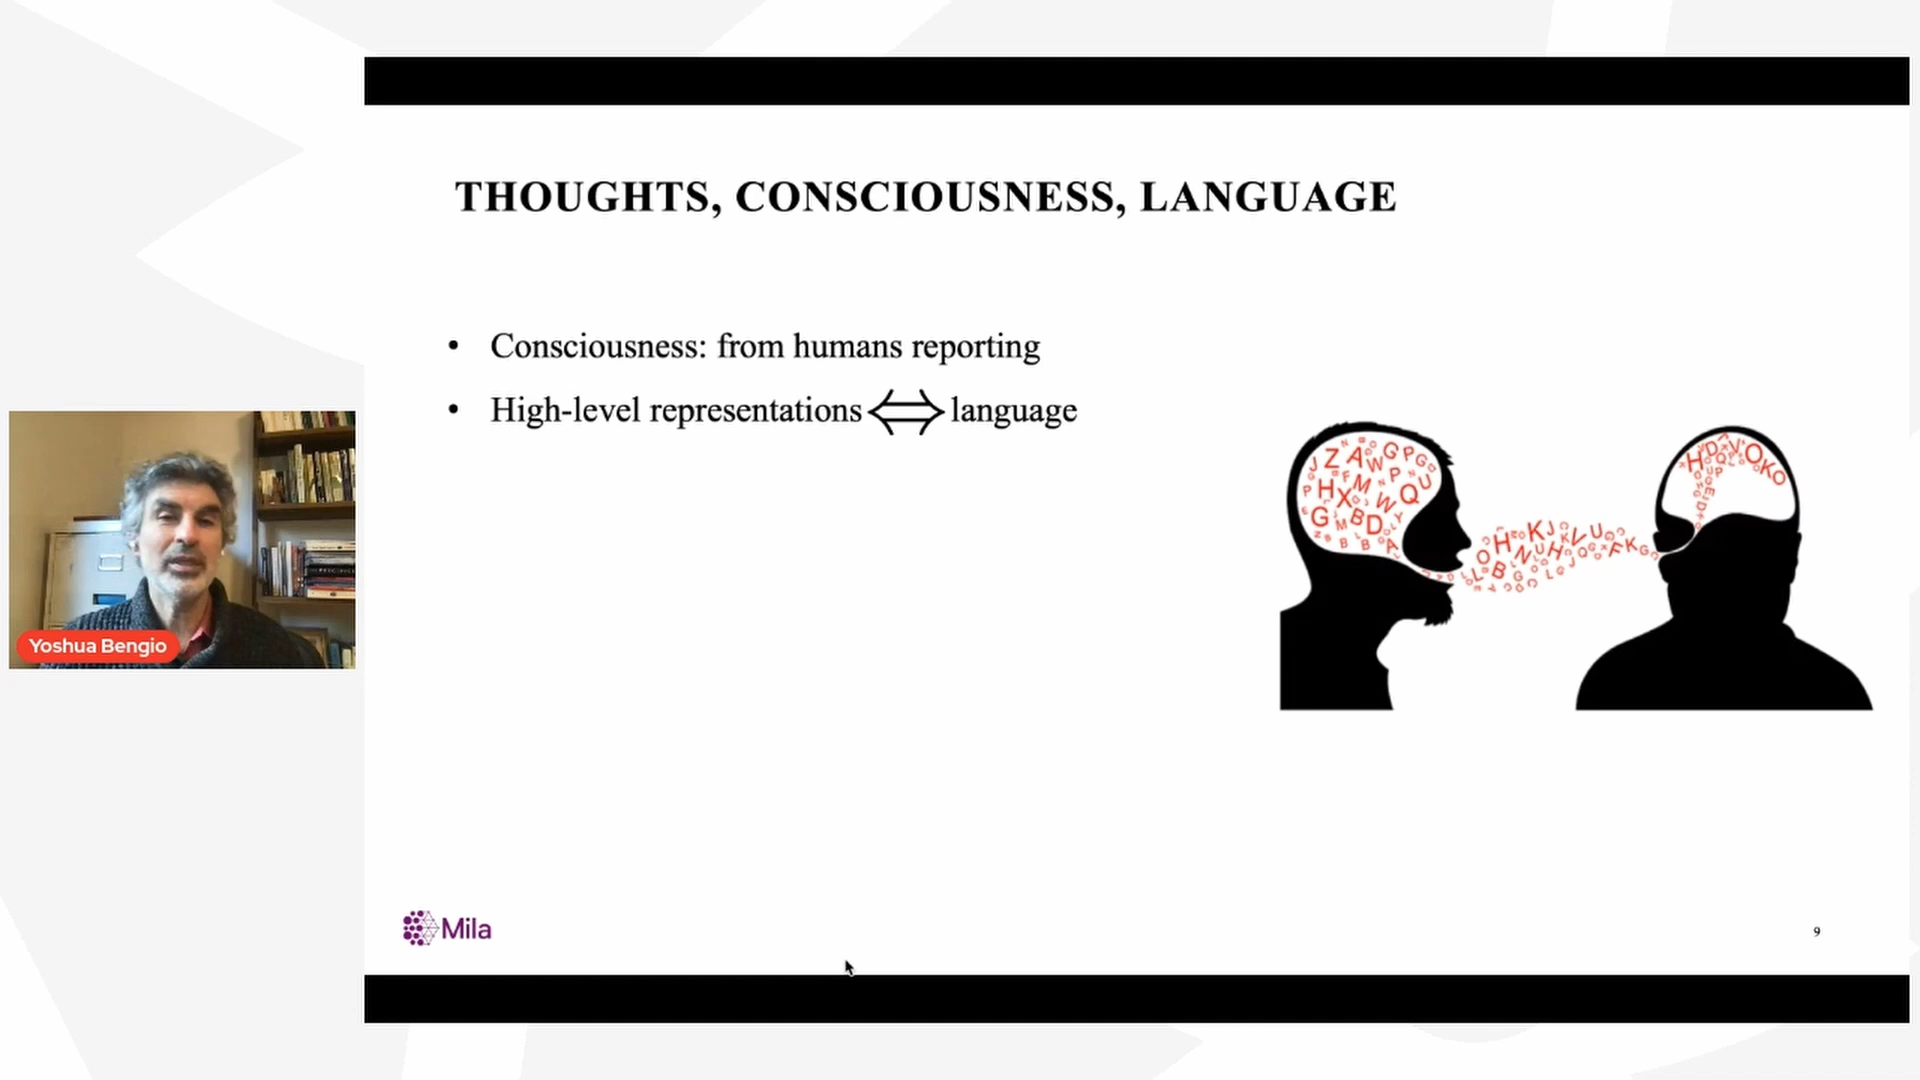 THOUGHTS, CONSCIOUSNESS, LANGUAGE
• Consciousness: from humans reporting
• High-level representations ⟺ language
Yoshua Bengio
Mila
9